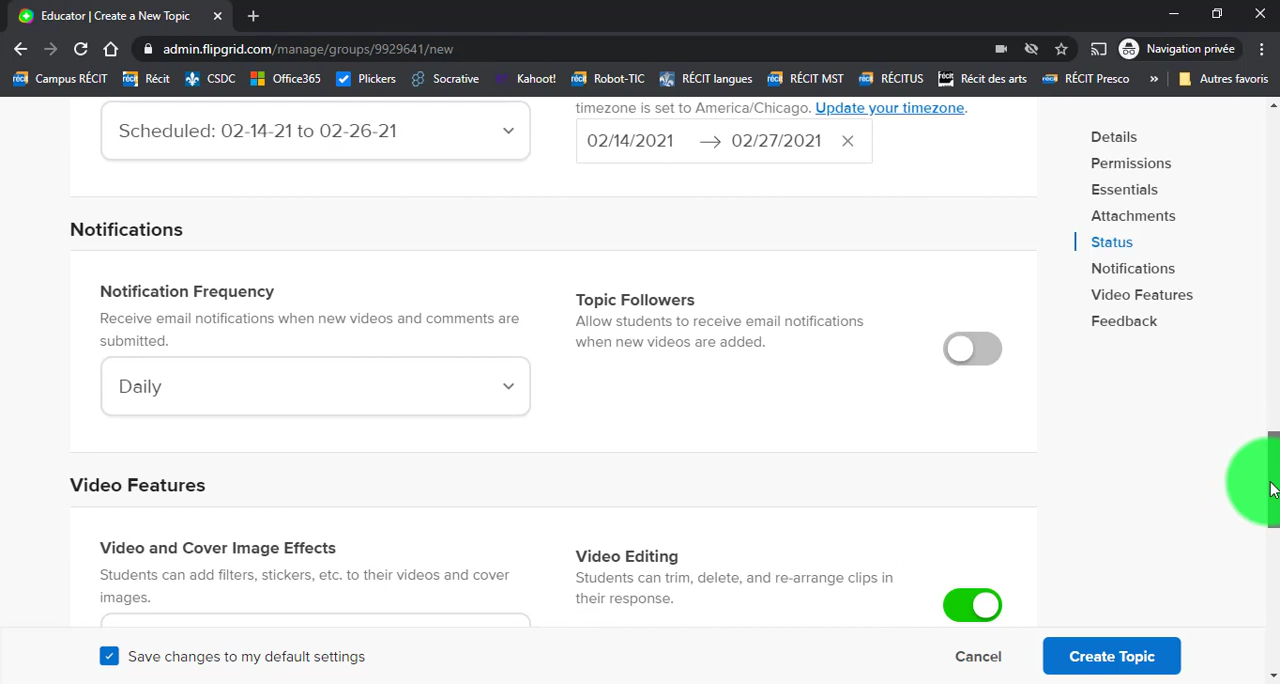 Educator | Create a New Topic
admin.flipgrid.com/manage/groups/9929641/new
Navigation privée
Campus RÉCIT
Récit
CSDC
Office365
Plickers
Socrative
Kahoot!
Robot-TIC
RÉCIT langues
RÉCIT MST
RÉCITUS
Récit des arts
RÉCIT Presco
»
Autres favoris
timezone is set to America/Chicago. Update your timezone.
Scheduled: 02-14-21 to 02-26-21
02/14/2021 → 02/27/2021
Notifications
Notification Frequency
Receive email notifications when new videos and comments are
submitted.
Daily
Topic Followers
Allow students to receive email notifications
when new videos are added.
Video Features
Video and Cover Image Effects
Students can add filters, stickers, etc. to their videos and cover
images.
Video Editing
Students can trim, delete, and re-arrange clips in
their response.
Details
Permissions
Essentials
Attachments
Status
Notifications
Video Features
Feedback
Save changes to my default settings
Cancel
Create Topic